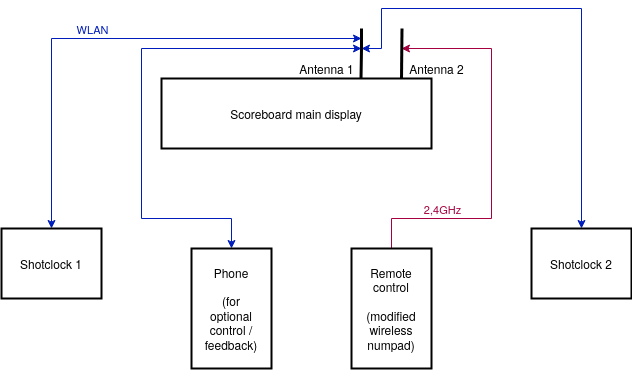 WLAN
Antenna 1
Antenna 2
Scoreboard main display
2,4GHz
Shotclock 1
Phone
(for
optional
control /
feedback)
Remote
control
(modified
wireless
numpad)
Shotclock 2